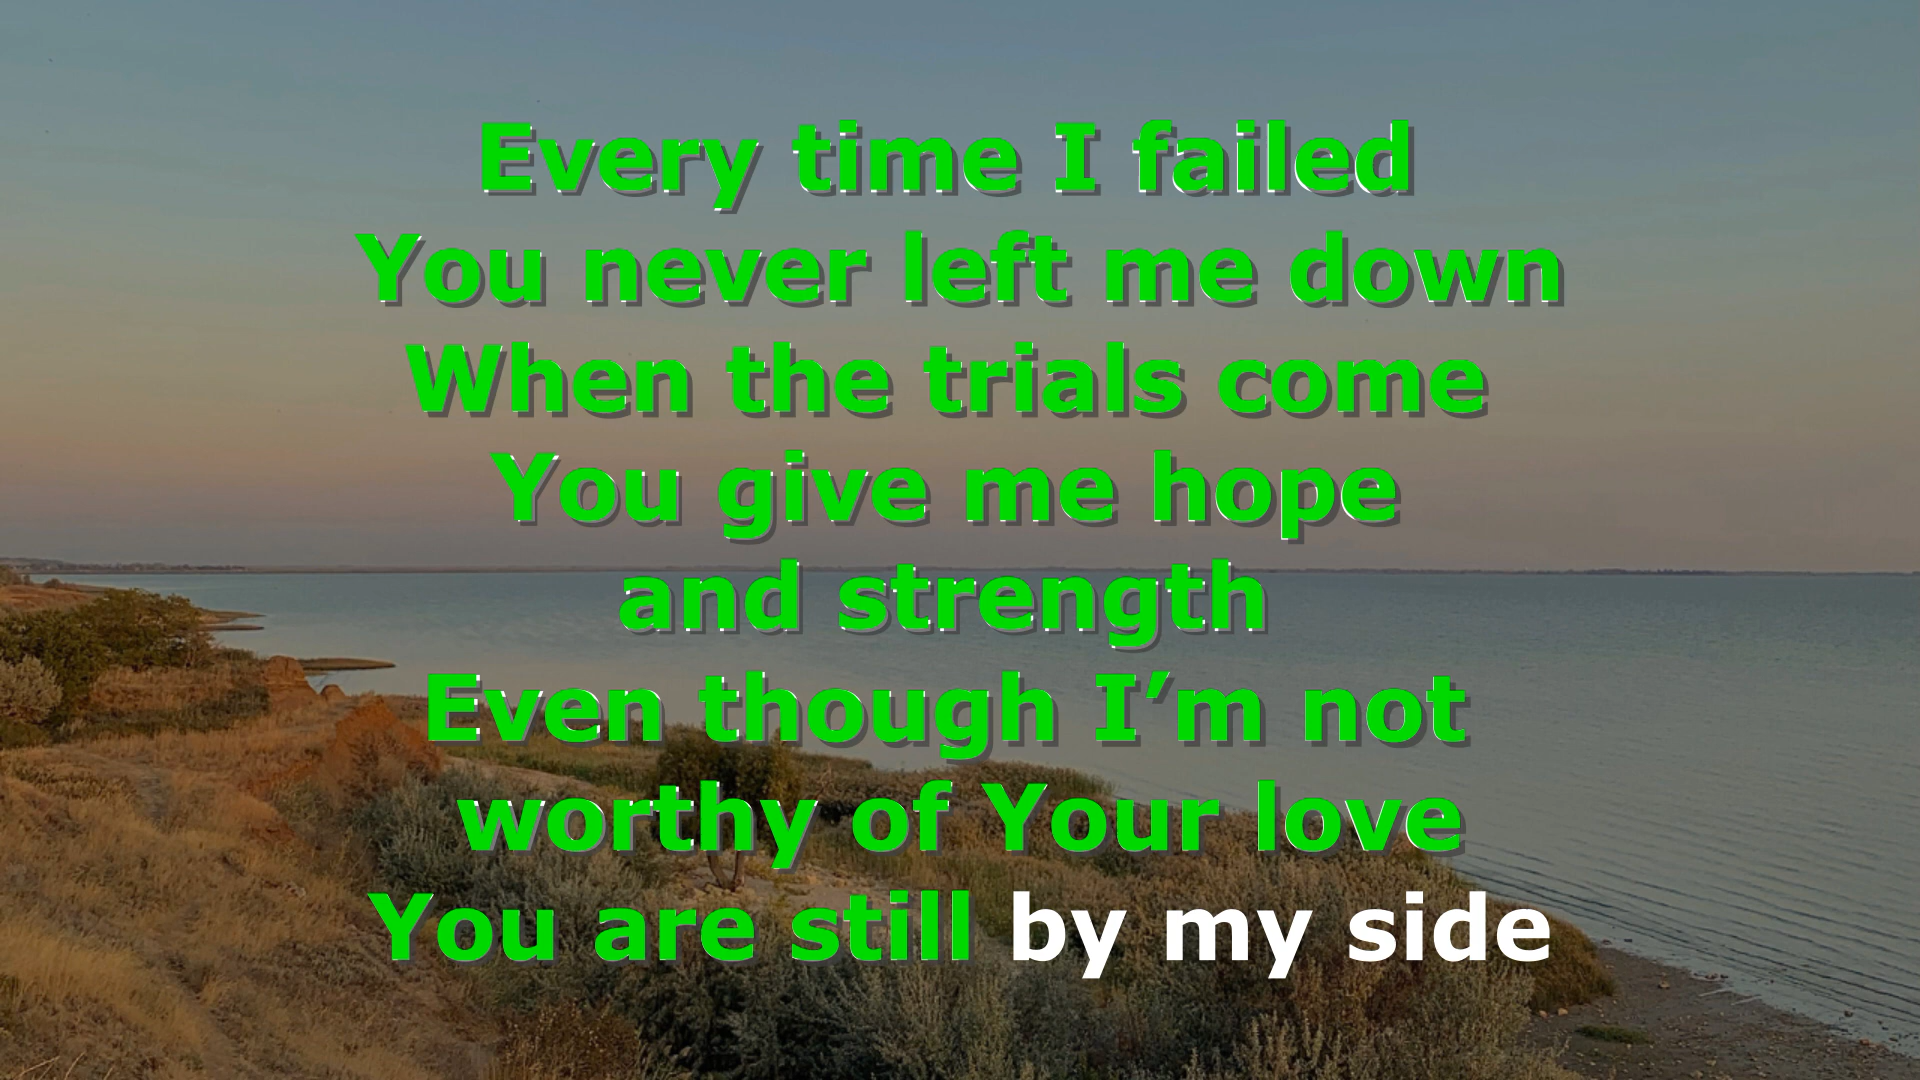 Every time I failed
You never left me down
When the trials come
You give me hope
and strength
Even though I’m not
worthy of Your love
You are still by my side